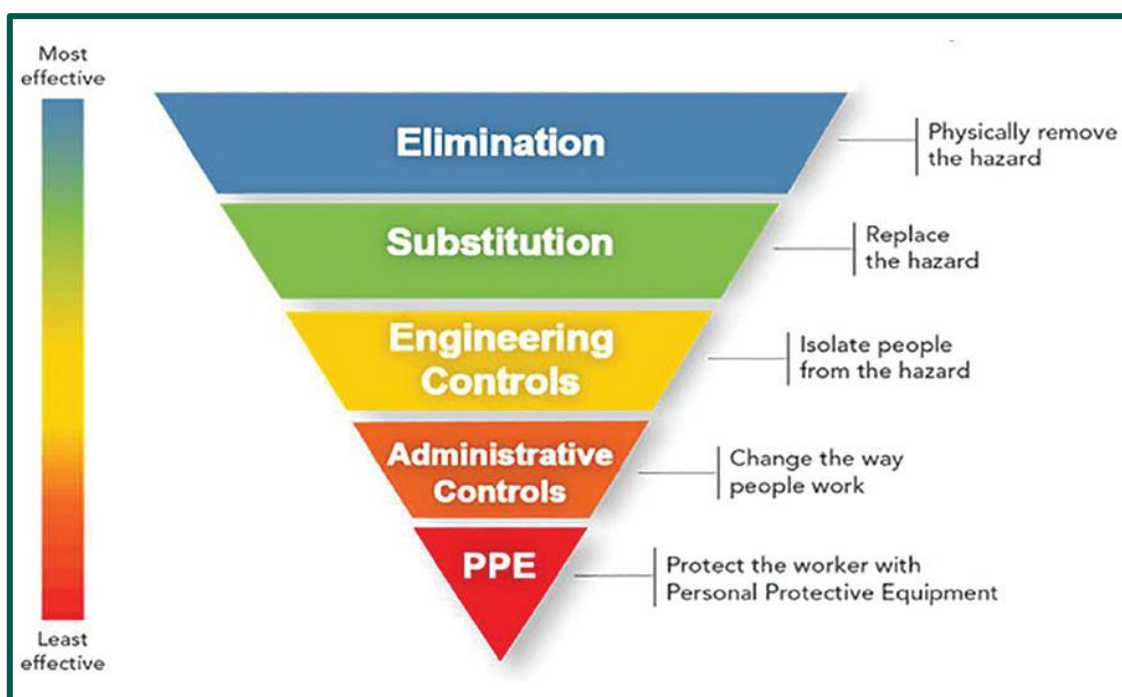 Most
effective
Elimination
Physically remove
the hazard
Substitution
Replace
the hazard
Engineering
Controls
Isolate people
from the hazard
Administrative
Controls
Change the way
people work
PPE
Protect the worker with
Personal Protective Equipment
Least
effective